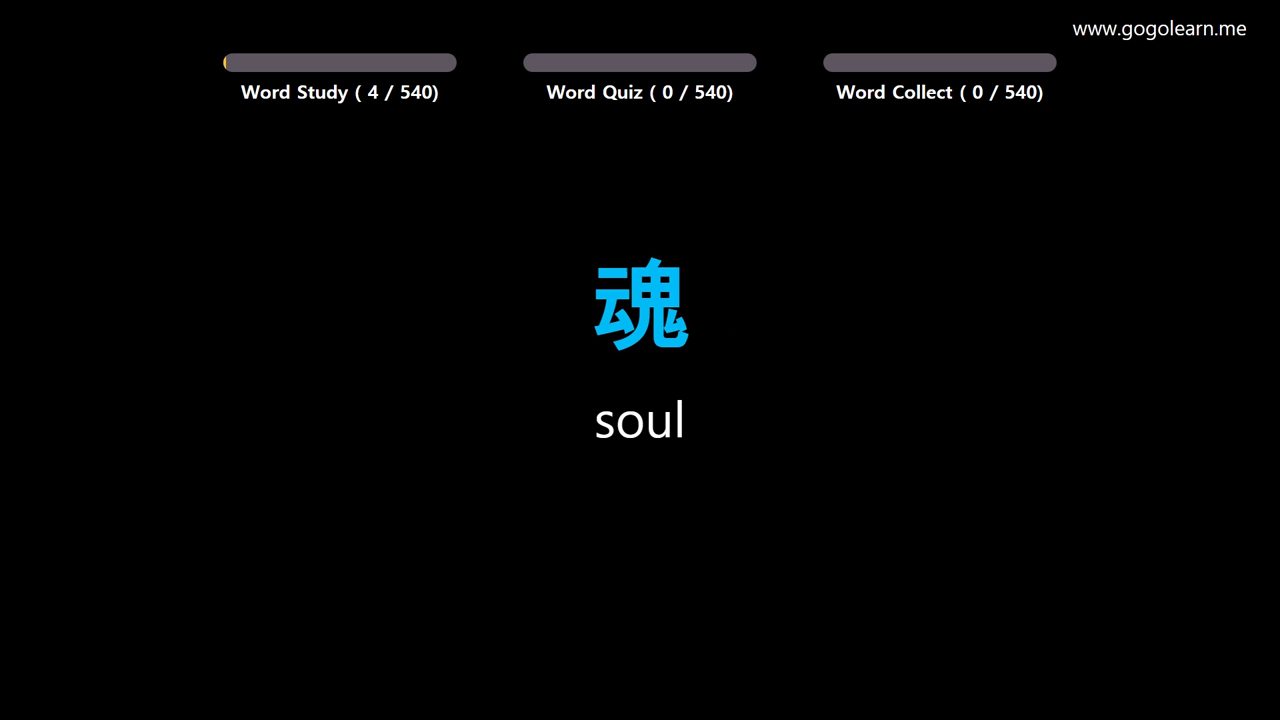 www.gogolearn.me
Word Study ( 4 / 540)
Word Quiz ( 0 / 540)
Word Collect ( 0 / 540)
魂
soul